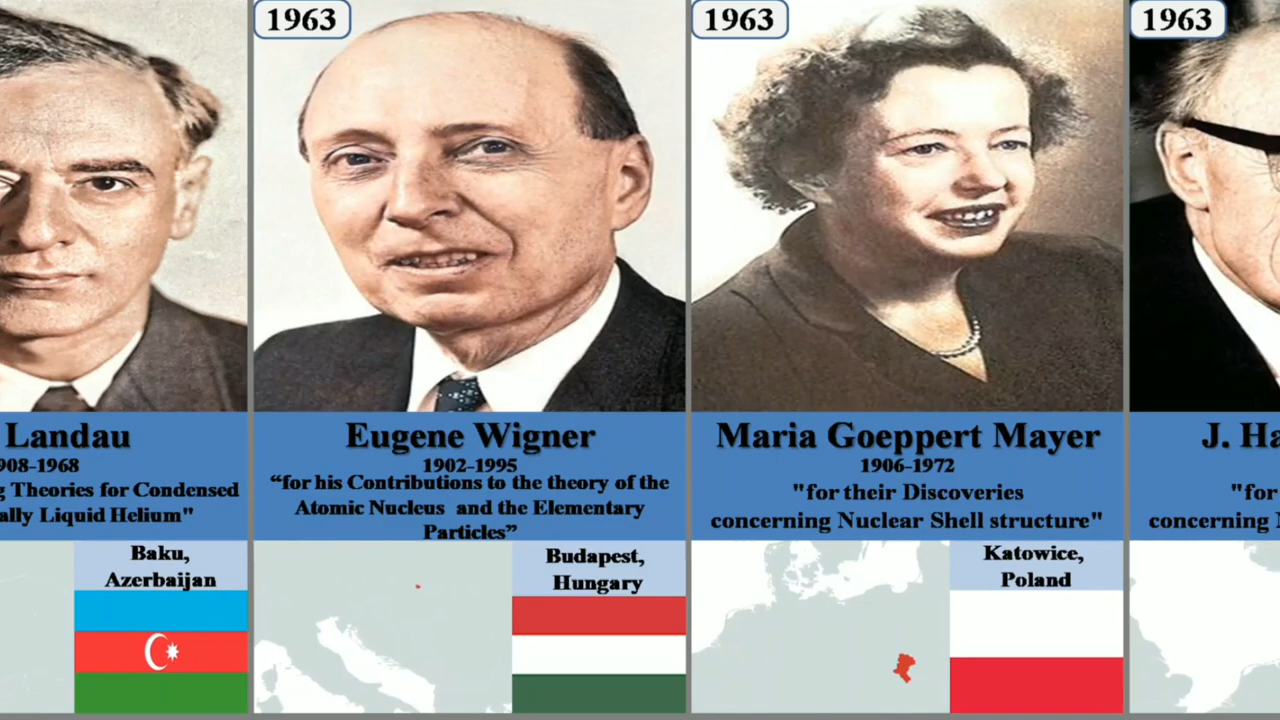 1963
1963
1963
Landau
908-1968
g Theories for Condensed
ally Liquid Helium"
Baku,
Azerbaijan
Eugene Wigner
1902-1995
“for his Contributions to the theory of the
Atomic Nucleus and the Elementary
Particles”
Budapest,
Hungary
Maria Goeppert Mayer
1906-1972
"for their Discoveries
concerning Nuclear Shell structure"
Katowice,
Poland
J. Ha
"for
concerning